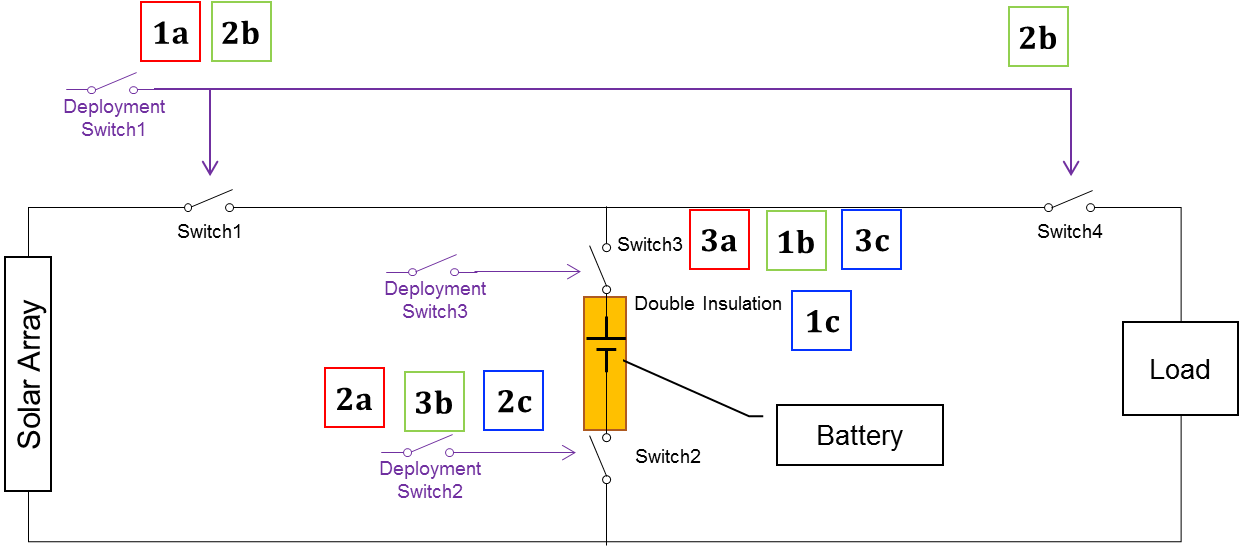 1a 2b
2b
Deployment
Switch1
Switch1
Switch4
Switch3
3a 1b 3c
Deployment
Switch3
Double Insulation
1c
Solar Array
Load
2a 3b 2c
Battery
Deployment
Switch2
Switch2